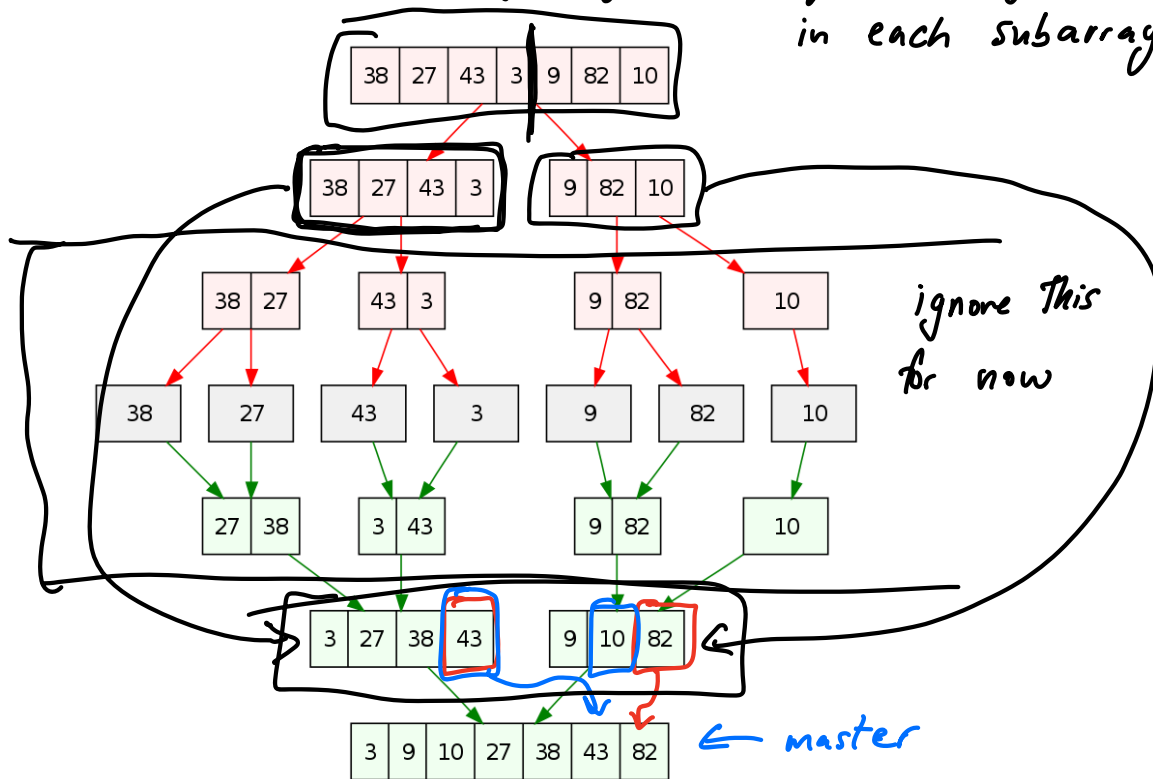 in each subarray
38 27 43 3 9 82 10
38 27 43 3 9 82 10
38 27 43 3 9 82 10
ignore this
for now
38 27 43 3 9 82 10
27 38 3 43 9 82 10
3 27 38 43 9 10 82
3 9 10 27 38 43 82 ← master